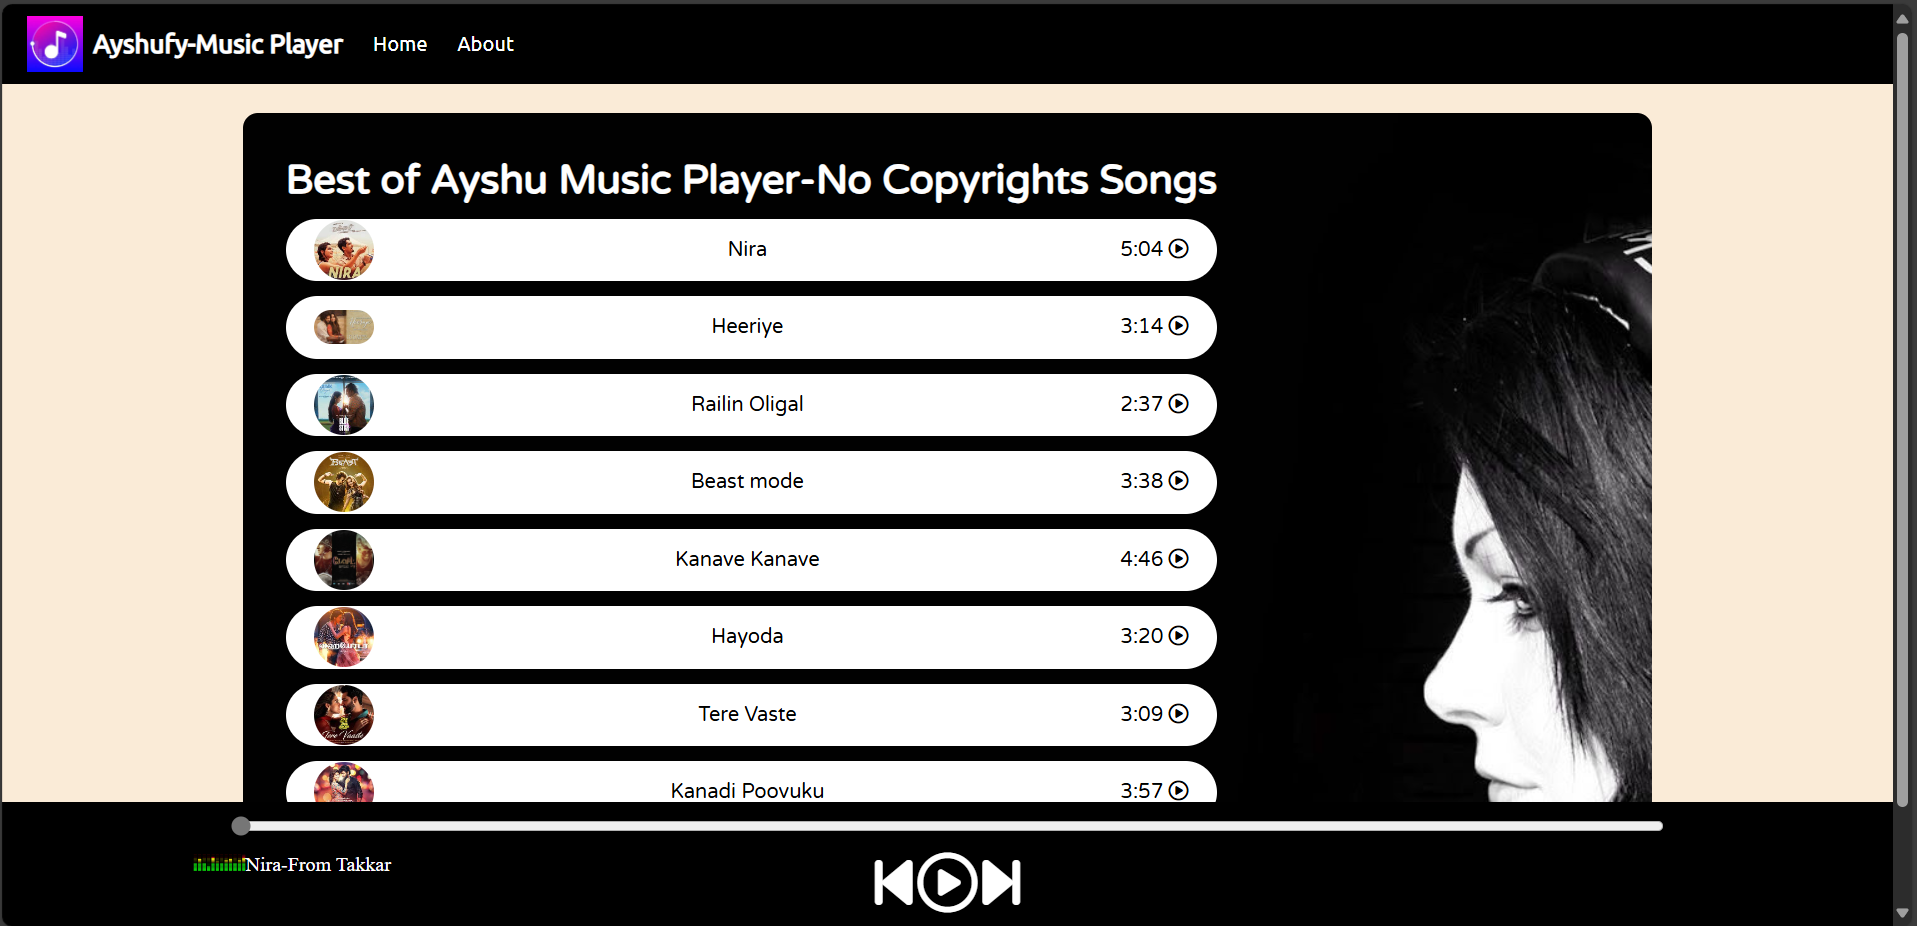 Ayshufy-Music Player Home About
Best of Ayshu Music Player-No Copyrights Songs
NIRA
Nira 5:04
Heeriye 3:14
Railin Oligal 2:37
Beast mode 3:38
Kanave Kanave 4:46
Hayoda 3:20
Tere Vaste 3:09
Kanadi Poovuku 3:57
Nira-From Takkar